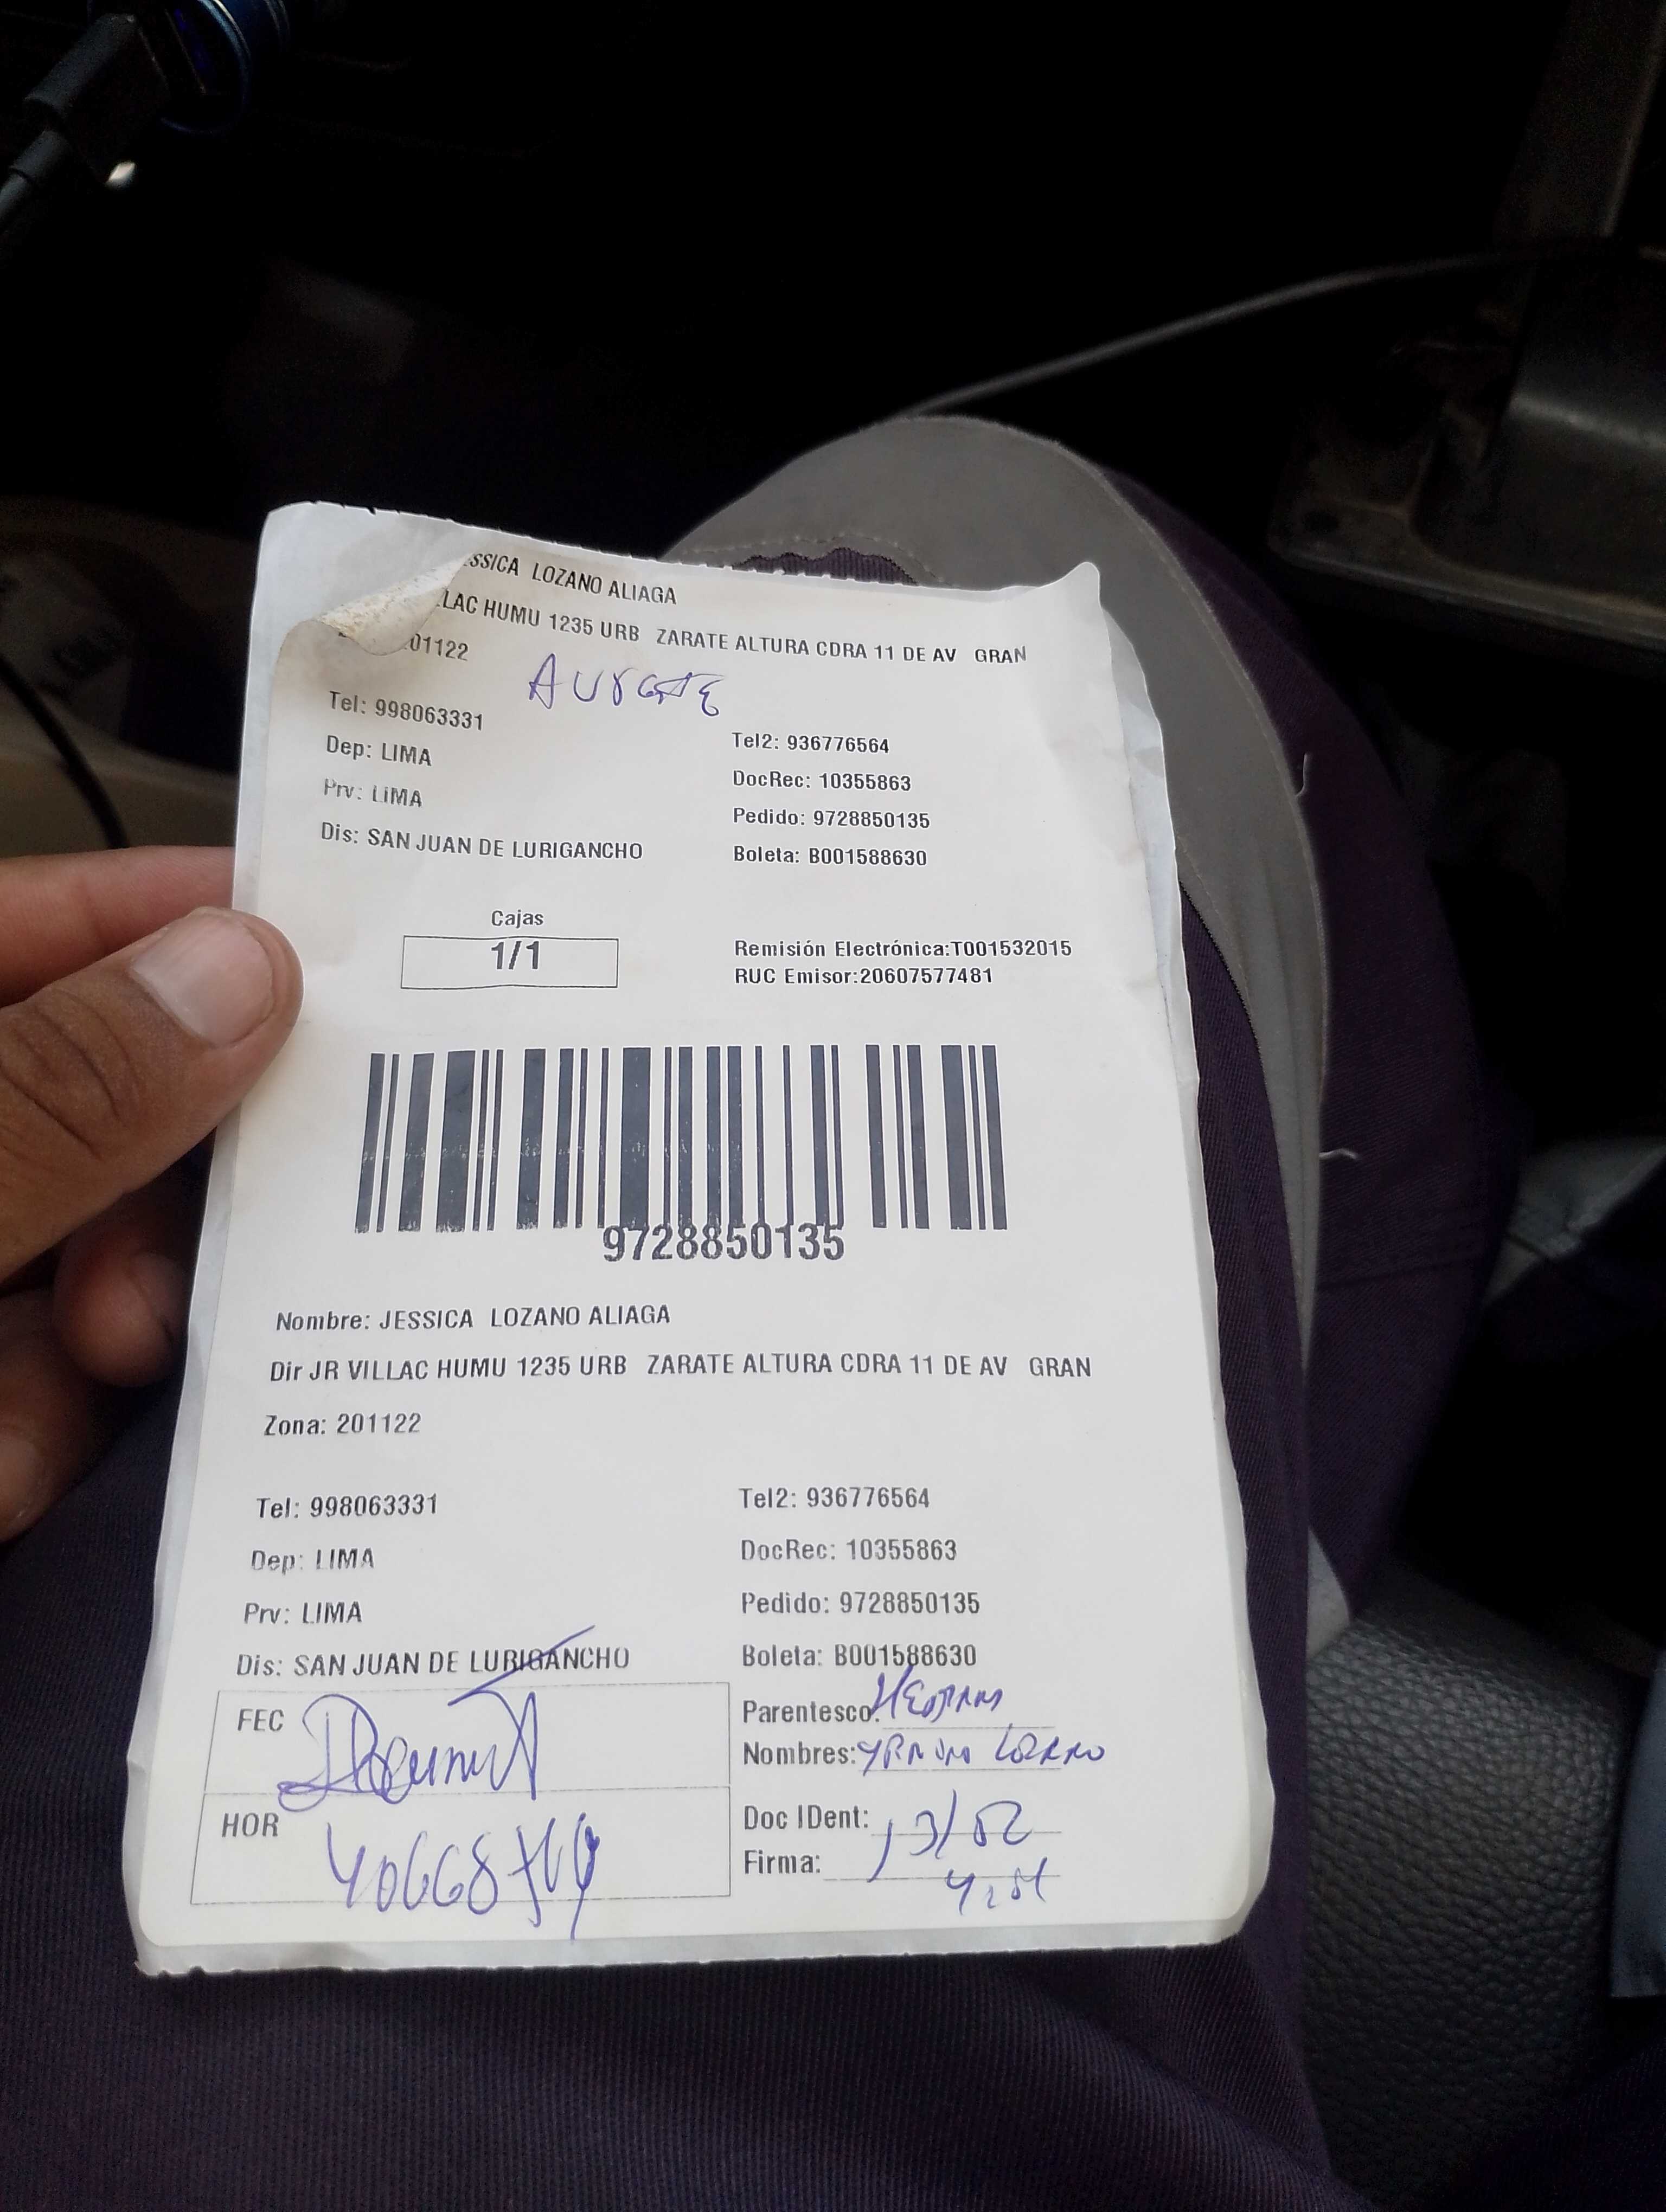 SSICA LOZANO ALIAGA
LLAC HUMU 1235 URB ZARATE ALTURA CDRA 11 DE AV GRAN
01122
Tel: 998063331
Tel2: 936776564
Dep: LIMA
DocRec: 10355863
Prv: LIMA
Pedido: 9728850135
Dis: SAN JUAN DE LURIGANCHO
Boleta: B001588630
Cajas
1/1
Remisión Electrónica:T001532015
RUC Emisor:20607577481
9728850135
Nombre: JESSICA LOZANO ALIAGA
Dir JR VILLAC HUMU 1235 URB ZARATE ALTURA CDRA 11 DE AV GRAN
Zona: 201122
Tel: 998063331
Tel2: 936776564
Dep: LIMA
DocRec: 10355863
Prv: LIMA
Pedido: 9728850135
Dis: SAN JUAN DE LURIGANCHO
Boleta: B001588630
FEC
Parentesco:
Nombres:
HOR
Doc IDent:
Firma: